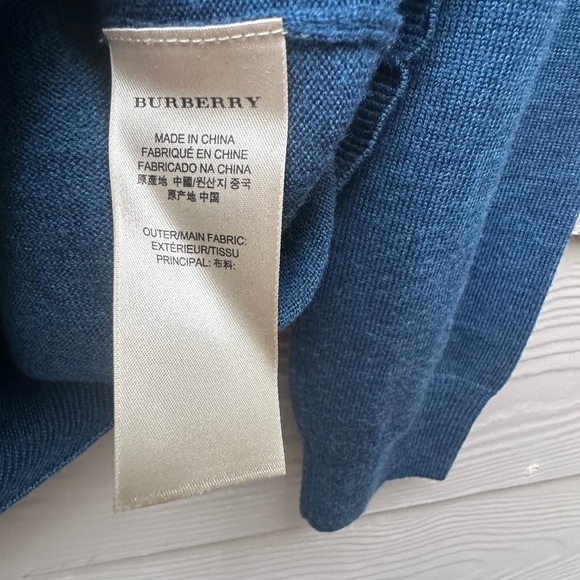 BURBERRY
MADE IN CHINA
FABRIQUÉ EN CHINE
FABRICADO NA CHINA
原產地 中國/원산지 중국
原产地 中国
OUTER/MAIN FABRIC:
EXTÉRIEUR/TISSU
PRINCIPAL: 布料: